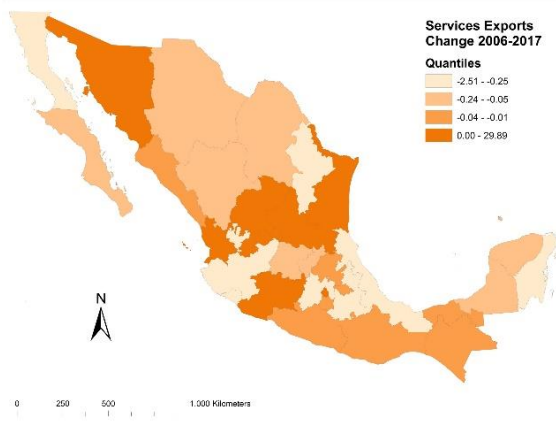 Services Exports
Change 2006-2017
Quantiles
-2.51 - -0.25
-0.24 - -0.05
-0.04 - -0.01
0.00 - 29.89
N
0 250 500 1,000 Kilometers